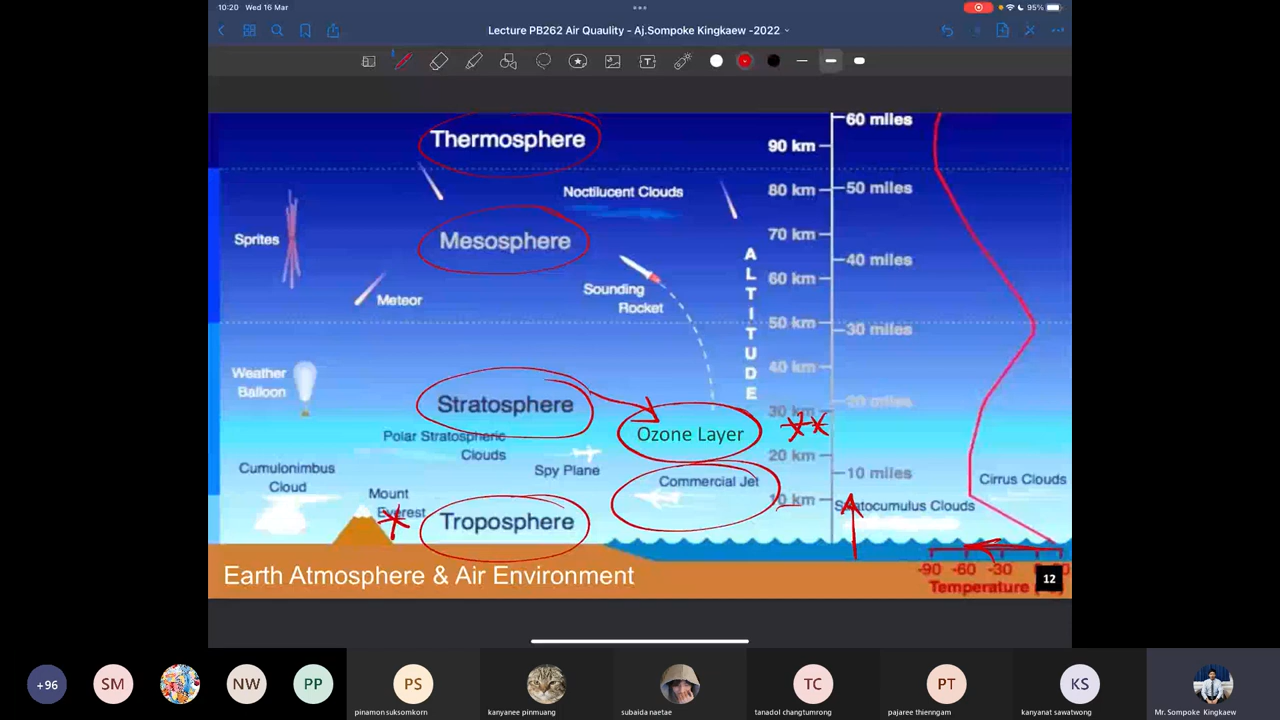 10:20 Wed 16 Mar
95%
Lecture PB262 Air Quaulity - Aj.Sompoke Kingkaew -2022
Thermosphere
60 miles
90 km
Noctilucent Clouds
80 km
50 miles
Sprites
Mesosphere
70 km
ALTITUDE
40 miles
Sounding
Rocket
60 km
Meteor
50 km
30 miles
Weather
Balloon
40 km
Stratosphere
30 km
20 miles
Ozone Layer
Polar Stratospheric
Clouds
20 km
Cumulonimbus
Cloud
Spy Plane
Commercial Jet
10 miles
Cirrus Clouds
Mount
Everest
10 km
Stratocumulus Clouds
Troposphere
-90 -60 -30
Temperature
Earth Atmosphere & Air Environment
12
+96
SM
NW
PP
PS
TC
PT
KS
pinamon suksomkorn
kanyanee pinmuang
subaida naetae
tanadol changtumrong
pajaree thienngam
kanyanat sawatwong
Mr. Sompoke Kingkaew